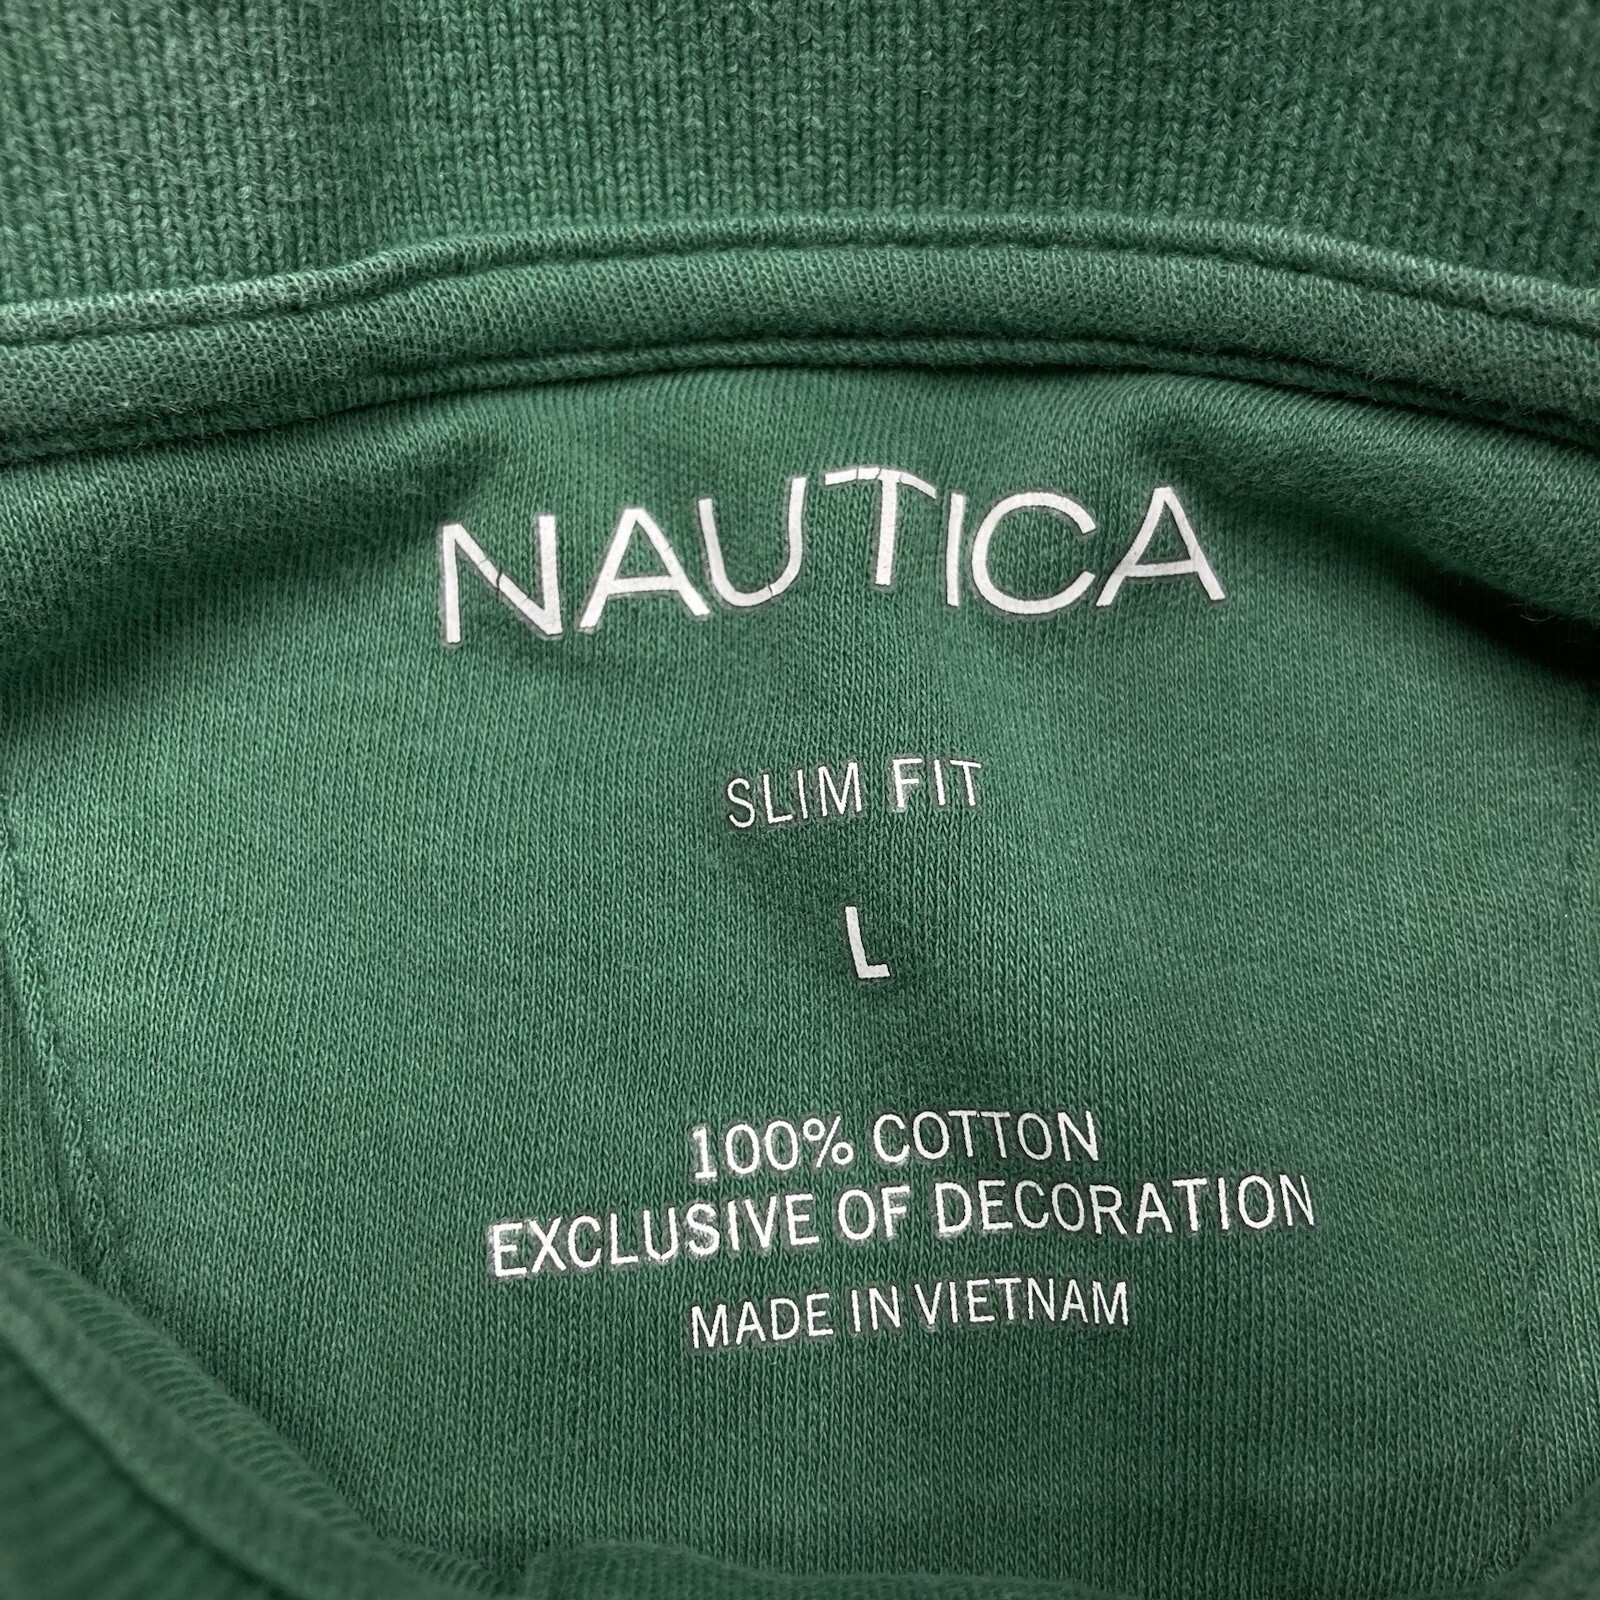 NAUTICA
SLIM FIT
L
100% COTTON
EXCLUSIVE OF DECORATION
MADE IN VIETNAM